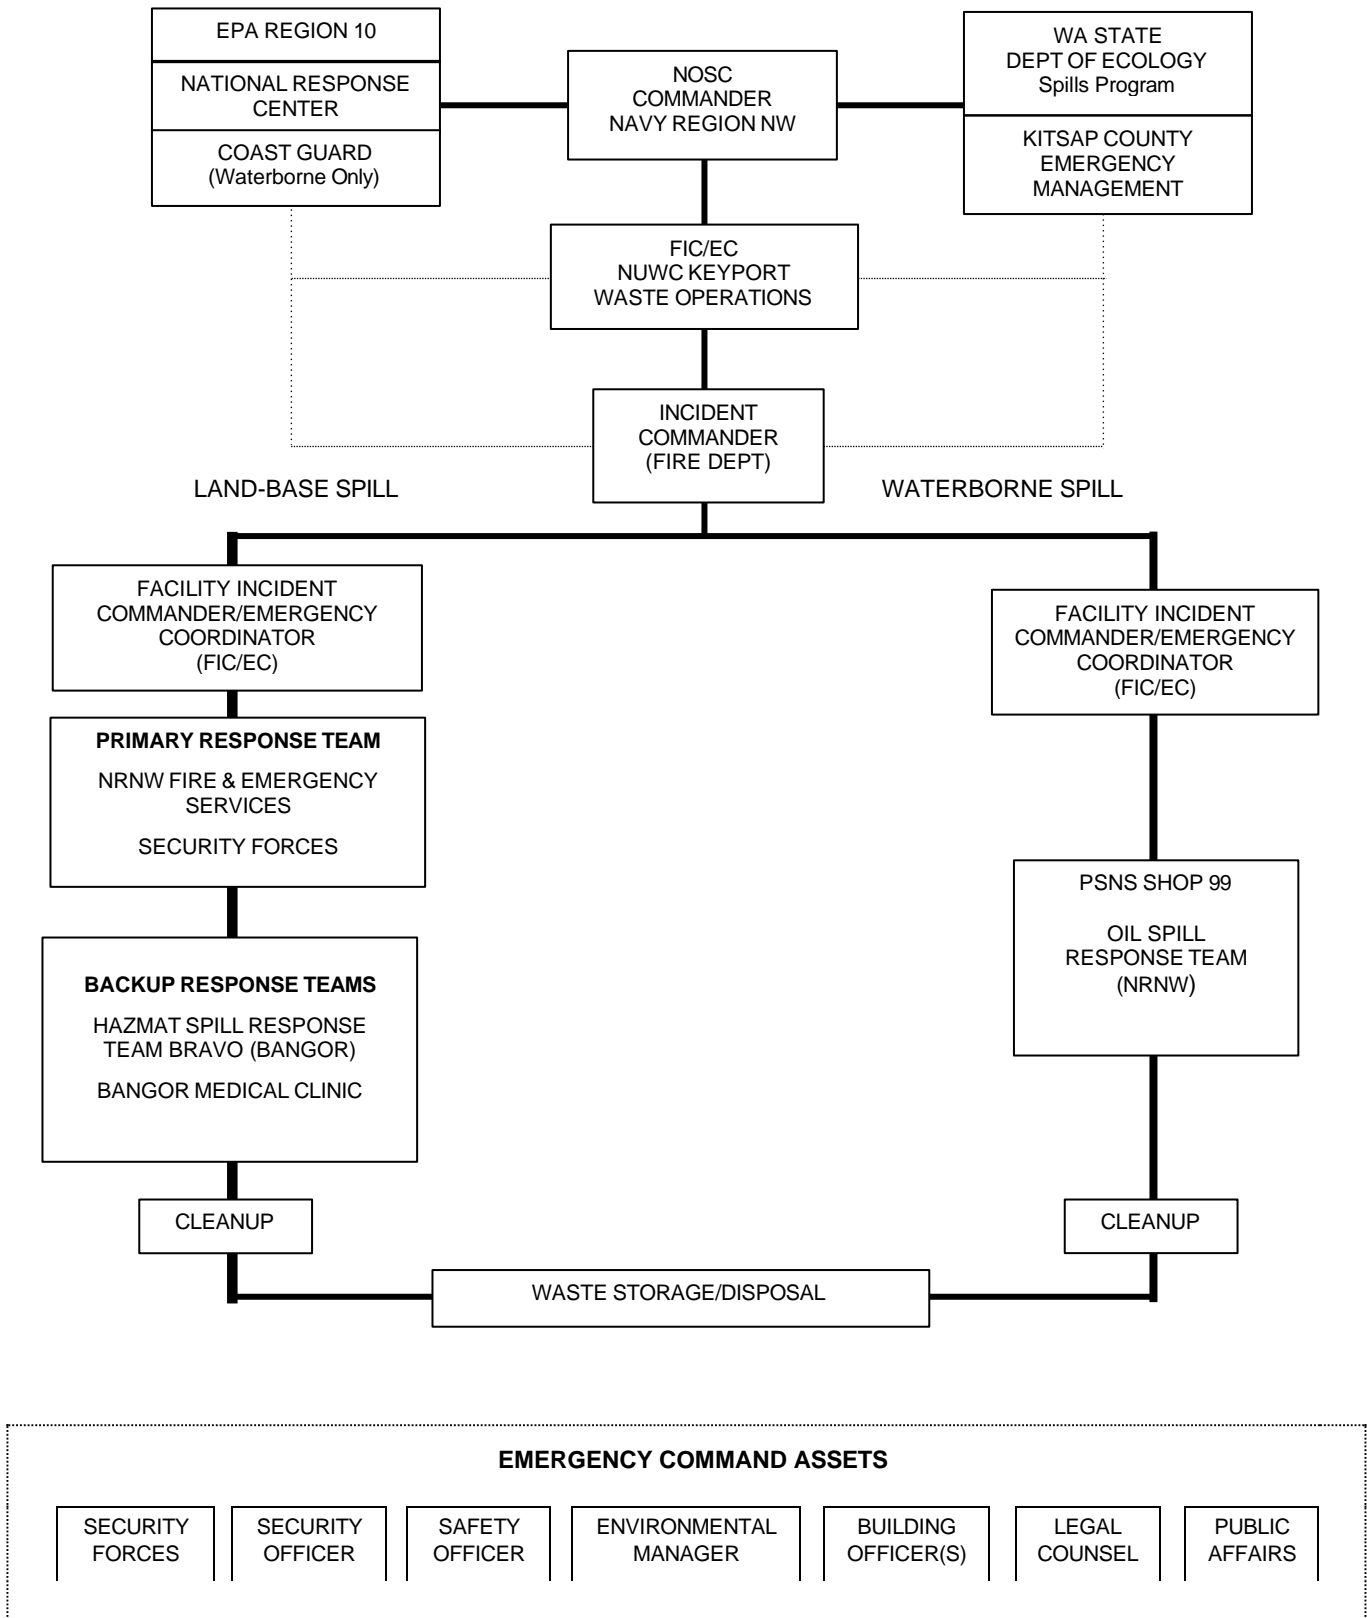 EPA REGION 10
NATIONAL RESPONSE
CENTER
COAST GUARD
(Waterborne Only)
NOSC
COMMANDER
NAVY REGION NW
WA STATE
DEPT OF ECOLOGY
Spills Program
KITSAP COUNTY
EMERGENCY
MANAGEMENT
FIC/EC
NUWC KEYPORT
WASTE OPERATIONS
INCIDENT
COMMANDER
(FIRE DEPT)
LAND-BASE SPILL
WATERBORNE SPILL
FACILITY INCIDENT
COMMANDER/EMERGENCY
COORDINATOR
(FIC/EC)
PRIMARY RESPONSE TEAM
NRNW FIRE & EMERGENCY
SERVICES
SECURITY FORCES
BACKUP RESPONSE TEAMS
HAZMAT SPILL RESPONSE
TEAM BRAVO (BANGOR)
BANGOR MEDICAL CLINIC
CLEANUP
FACILITY INCIDENT
COMMANDER/EMERGENCY
COORDINATOR
(FIC/EC)
PSNS SHOP 99
OIL SPILL
RESPONSE TEAM
(NRNW)
CLEANUP
WASTE STORAGE/DISPOSAL
EMERGENCY COMMAND ASSETS
SECURITY
FORCES
SECURITY
OFFICER
SAFETY
OFFICER
ENVIRONMENTAL
MANAGER
BUILDING
OFFICER(S)
LEGAL
COUNSEL
PUBLIC
AFFAIRS